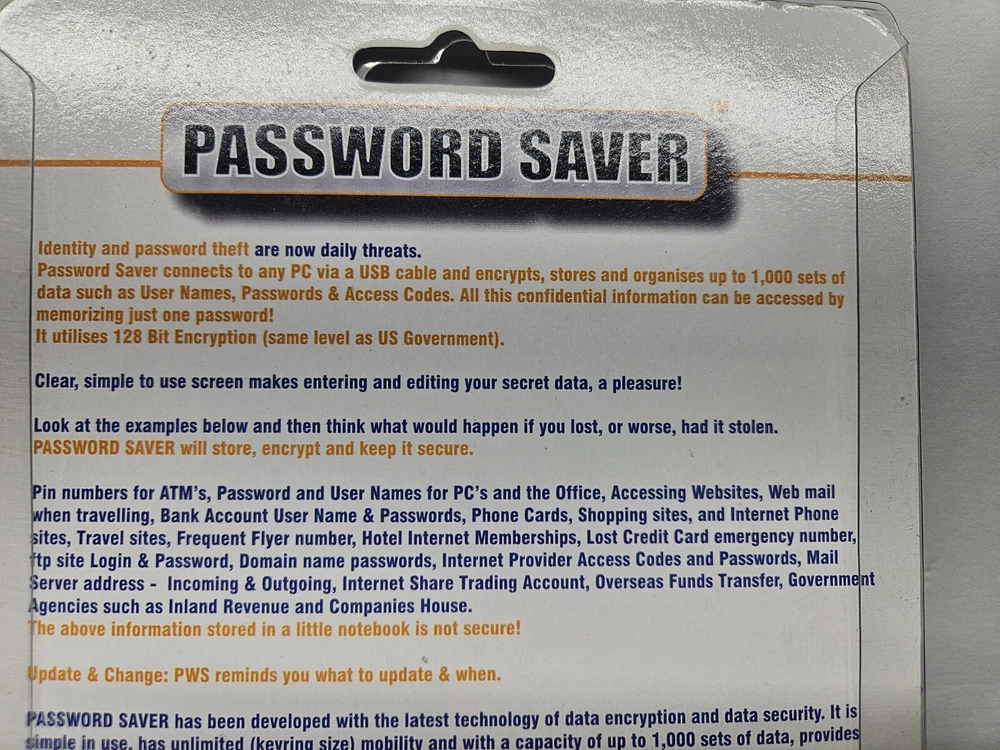 PASSWORD SAVER TM
Identity and password theft are now daily threats.
Password Saver connects to any PC via a USB cable and encrypts, stores and organises up to 1,000 sets of
data such as User Names, Passwords & Access Codes. All this confidential information can be accessed by
memorizing just one password!
It utilises 128 Bit Encryption (same level as US Government).
Clear, simple to use screen makes entering and editing your secret data, a pleasure!
Look at the examples below and then think what would happen if you lost, or worse, had it stolen.
PASSWORD SAVER will store, encrypt and keep it secure.
Pin numbers for ATM's, Password and User Names for PC's and the Office, Accessing Websites, Web mail
when travelling, Bank Account User Name & Passwords, Phone Cards, Shopping sites, and Internet Phone
sites, Travel sites, Frequent Flyer number, Hotel Internet Memberships, Lost Credit Card emergency number,
ftp site Login & Password, Domain name passwords, Internet Provider Access Codes and Passwords, Mail
Server address - Incoming & Outgoing, Internet Share Trading Account, Overseas Funds Transfer, Government
Agencies such as Inland Revenue and Companies House.
The above information stored in a little notebook is not secure!
Update & Change: PWS reminds you what to update & when.
PASSWORD SAVER has been developed with the latest technology of data encryption and data security. It is
simple in use, has unlimited (keyring size) mobility and with a capacity of up to 1,000 sets of data, provides